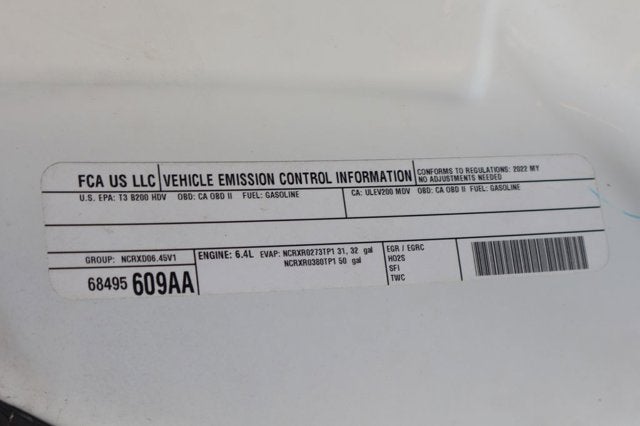 FCA US LLC VEHICLE EMISSION CONTROL INFORMATION CONFORMS TO REGULATIONS: 2022 MY
NO ADJUSTMENTS NEEDED
U.S. EPA: T3 B200 HDV OBD: CA OBD II FUEL: GASOLINE CA: ULEV200 MDV OBD: CA OBD II FUEL: GASOLINE
GROUP: NCRXD06.45V1 ENGINE: 6.4L EVAP: NCRXR0273TP1 31, 32 gal
NCRXR0380TP1 50 gal
EGR / EGRC
HO2S
SFI
TWC
68495 609AA